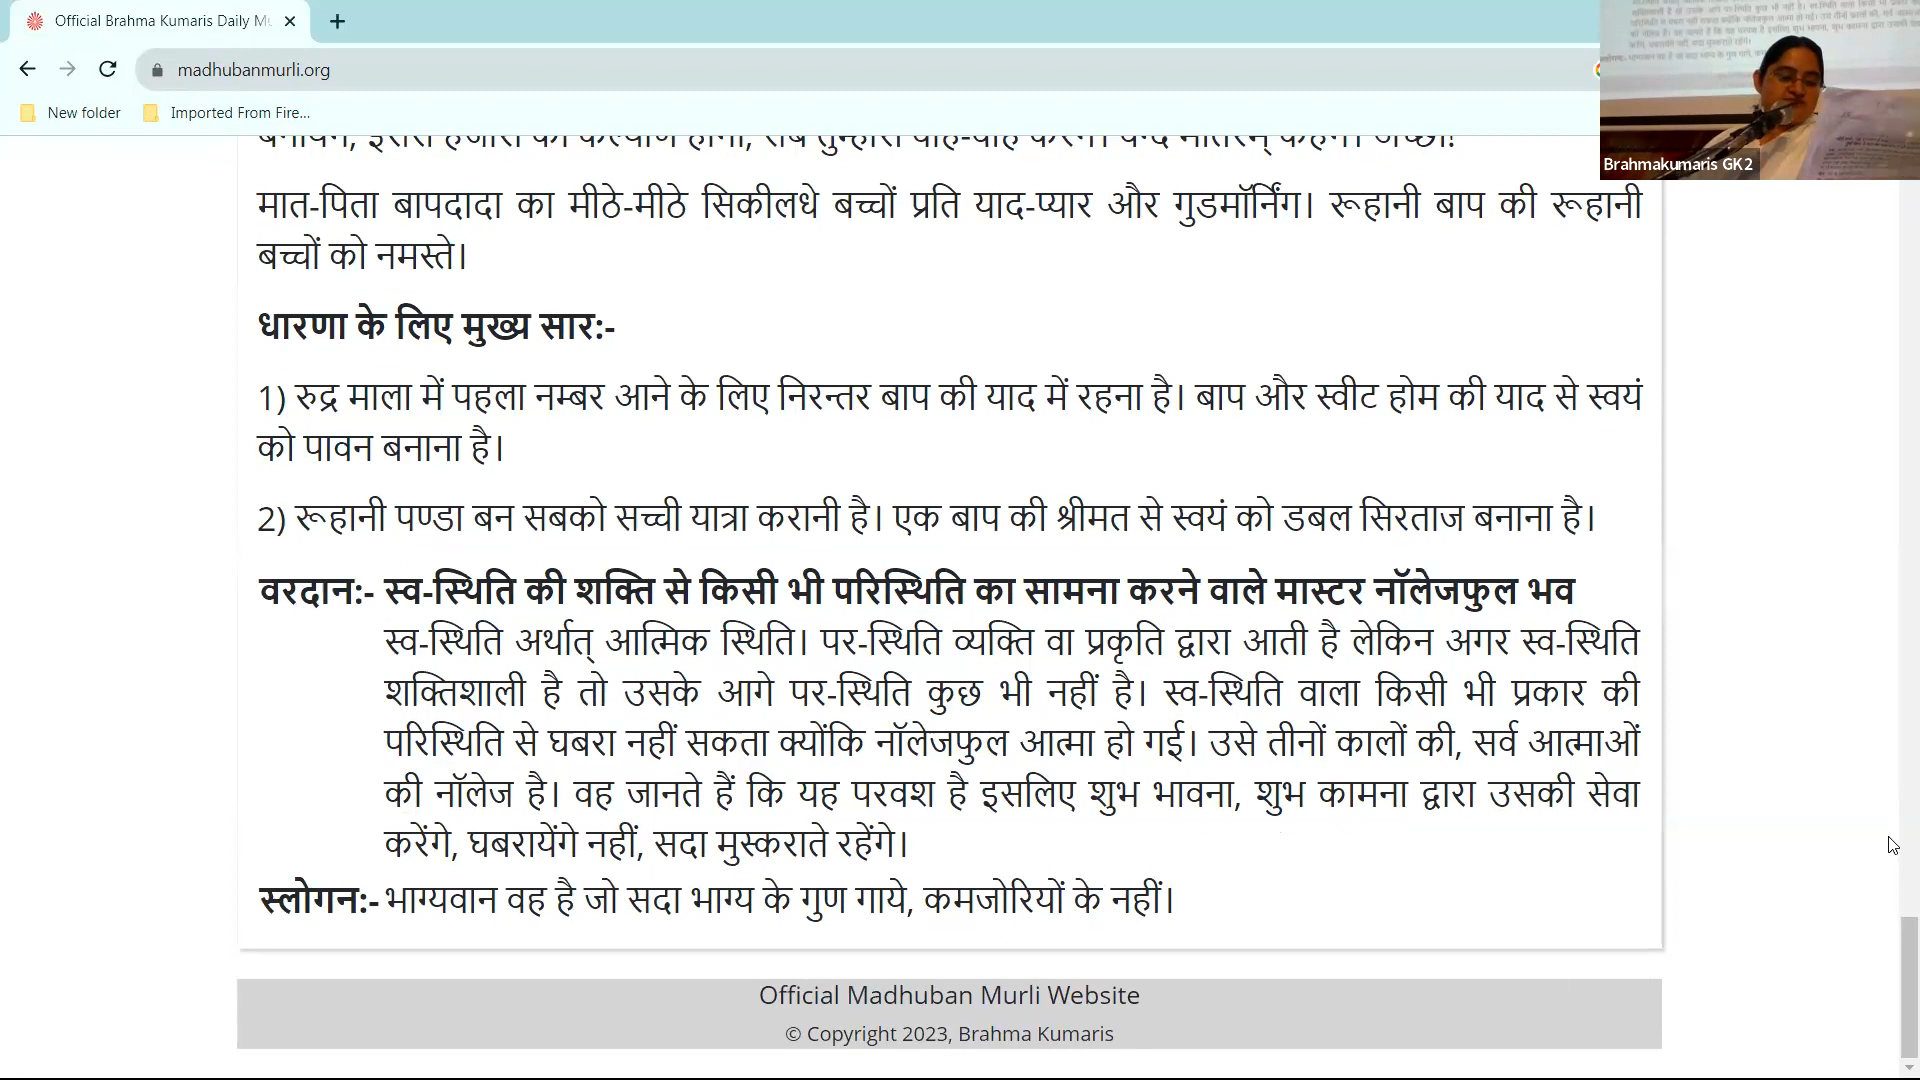 Official Brahma Kumaris Daily Mu
madhubanmurli.org
New folder
Imported From Fire...
Brahmakumaris GK2
मात-पिता बापदादा का मीठे-मीठे सिकीलधे बच्चों प्रति याद-प्यार और गुडमॉर्निंग। रूहानी बाप की रूहानी
बच्चों को नमस्ते।
धारणा के लिए मुख्य सार:-
1) रुद्र माला में पहला नम्बर आने के लिए निरन्तर बाप की याद में रहना है। बाप और स्वीट होम की याद से स्वयं
को पावन बनाना है।
2) रूहानी पण्डा बन सबको सच्ची यात्रा करानी है। एक बाप की श्रीमत से स्वयं को डबल सिरताज बनाना है।
वरदान:- स्व-स्थिति की शक्ति से किसी भी परिस्थिति का सामना करने वाले मास्टर नॉलेजफुल भव
स्व-स्थिति अर्थात् आत्मिक स्थिति। पर-स्थिति व्यक्ति वा प्रकृति द्वारा आती है लेकिन अगर स्व-स्थिति
शक्तिशाली है तो उसके आगे पर-स्थिति कुछ भी नहीं है। स्व-स्थिति वाला किसी भी प्रकार की
परिस्थिति से घबरा नहीं सकता क्योंकि नॉलेजफुल आत्मा हो गई। उसे तीनों कालों की, सर्व आत्माओं
की नॉलेज है। वह जानते हैं कि यह परवश है इसलिए शुभ भावना, शुभ कामना द्वारा उसकी सेवा
करेंगे, घबरायेंगे नहीं, सदा मुस्कराते रहेंगे।
स्लोगन:- भाग्यवान वह है जो सदा भाग्य के गुण गाये, कमजोरियों के नहीं।
Official Madhuban Murli Website
© Copyright 2023, Brahma Kumaris